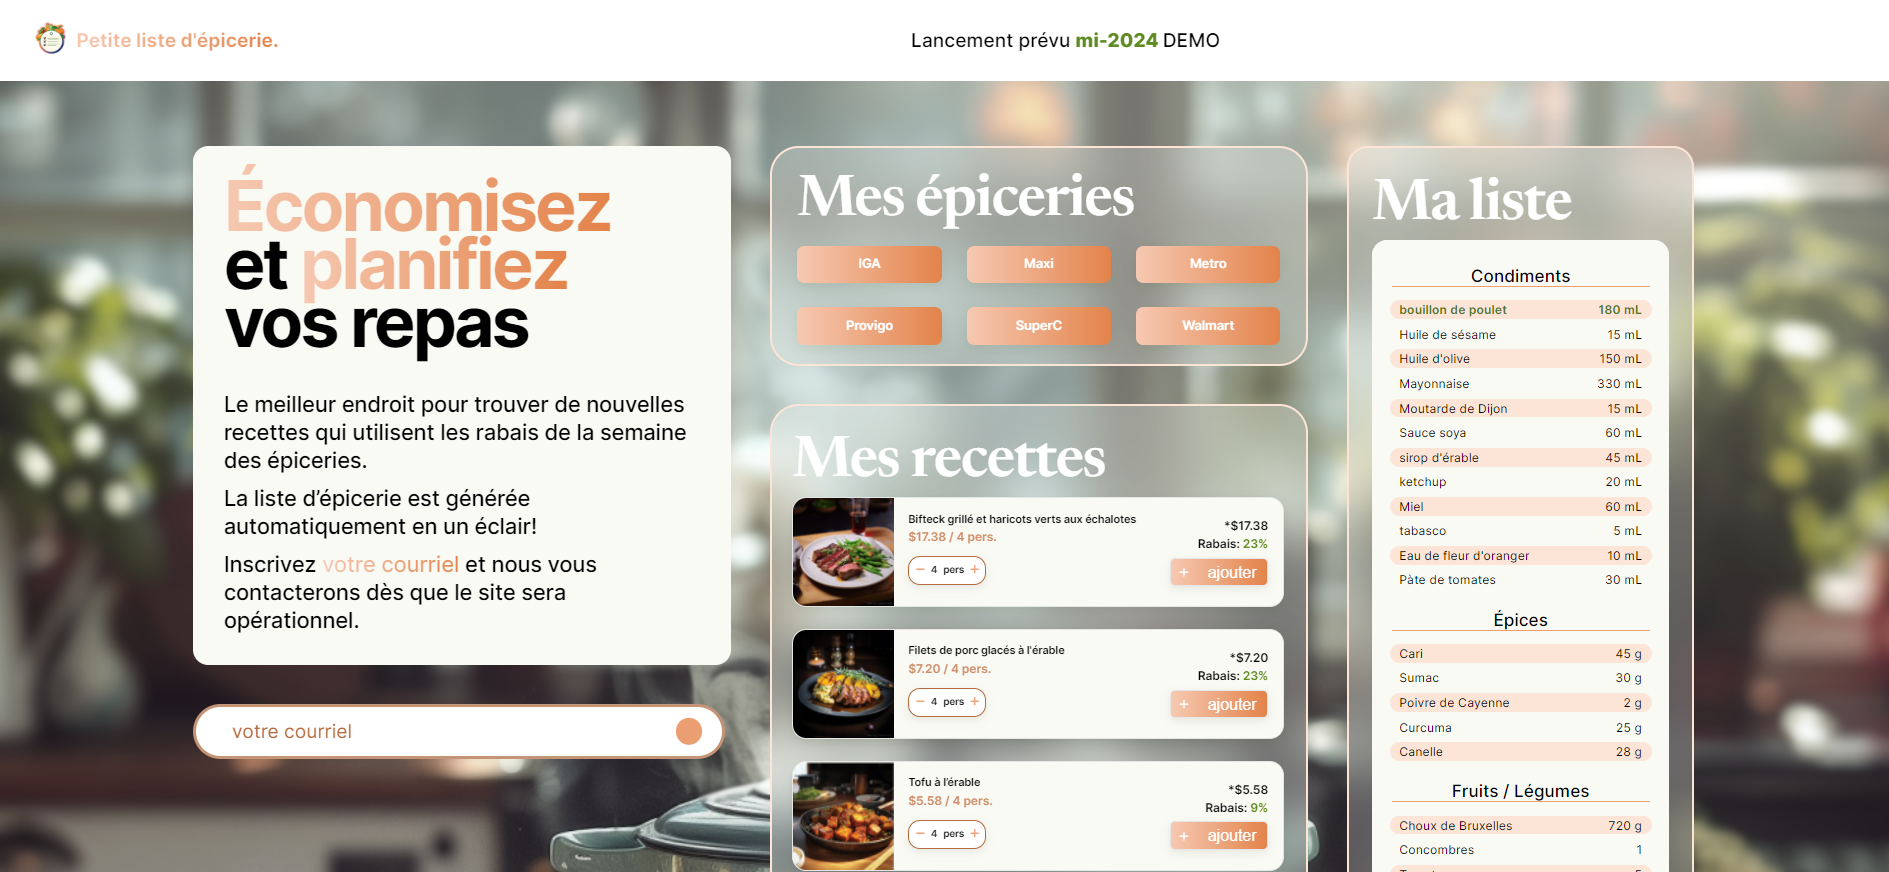 Petite liste d'épicerie.
Lancement prévu mi-2024 DEMO
Économisez
et planifiez
vos repas
Le meilleur endroit pour trouver de nouvelles
recettes qui utilisent les rabais de la semaine
des épiceries.
La liste d’épicerie est générée
automatiquement en un éclair!
Inscrivez votre courriel et nous vous
contacterons dès que le site sera
opérationnel.
votre courriel
Mes épiceries
IGA Maxi Metro
Provigo SuperC Walmart
Mes recettes
Bifteck grillé et haricots verts aux échalotes
$17.38 / 4 pers.
− 4 pers +
*$17.38
Rabais: 23%
+ ajouter
Filets de porc glacés à l'érable
$7.20 / 4 pers.
− 4 pers +
*$7.20
Rabais: 23%
+ ajouter
Tofu à l'érable
$5.58 / 4 pers.
− 4 pers +
*$5.58
Rabais: 9%
+ ajouter
Ma liste
Condiments
bouillon de poulet 180 mL
Huile de sésame 15 mL
Huile d'olive 150 mL
Mayonnaise 330 mL
Moutarde de Dijon 15 mL
Sauce soya 60 mL
sirop d'érable 45 mL
ketchup 20 mL
Miel 60 mL
tabasco 5 mL
Eau de fleur d'oranger 10 mL
Pàte de tomates 30 mL
Épices
Cari 45 g
Sumac 30 g
Poivre de Cayenne 2 g
Curcuma 25 g
Canelle 28 g
Fruits / Légumes
Choux de Bruxelles 720 g
Concombres 1